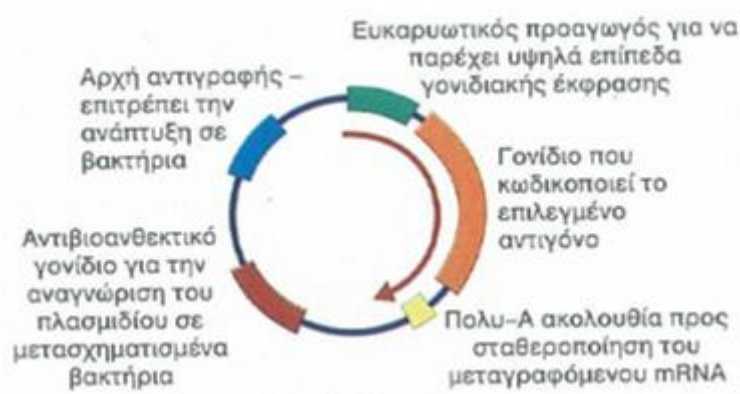 Ευκαρυωτικός προαγωγός για να
παρέχει υψηλά επίπεδα
γονιδιακής έκφρασης
Αρχή αντιγραφής –
επιτρέπει την
ανάπτυξη σε
βακτήρια
Γονίδιο που
κωδικοποιεί το
επιλεγμένο
αντιγόνο
Αντιβιοανθεκτικό
γονίδιο για την
αναγνώριση του
πλασμιδίου σε
μετασχηματισμένα
βακτήρια
Πολυ–Α ακολουθία προς
σταθεροποίηση του
μεταγραφόμενου mRNA